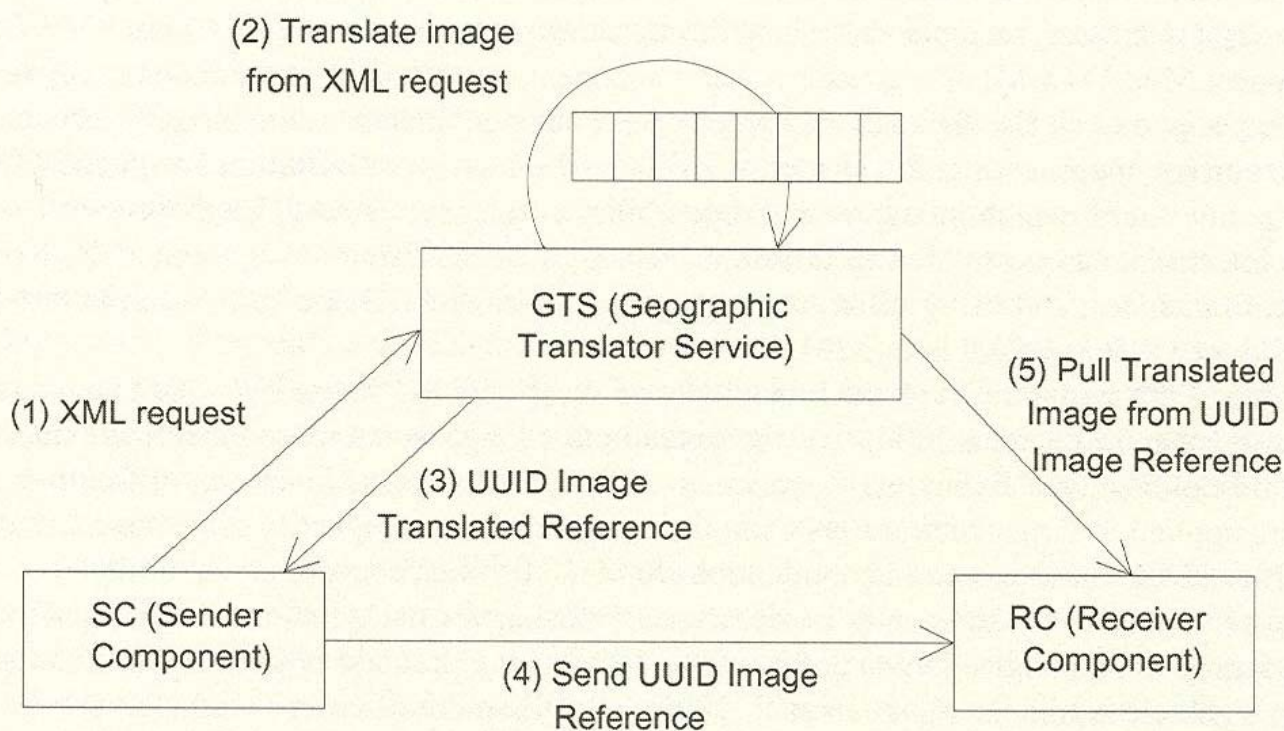 (2) Translate image
from XML request
GTS (Geographic
Translator Service)
(1) XML request
(5) Pull Translated
Image from UUID
Image Reference
(3) UUID Image
Translated Reference
SC (Sender
Component)
RC (Receiver
Component)
(4) Send UUID Image
Reference